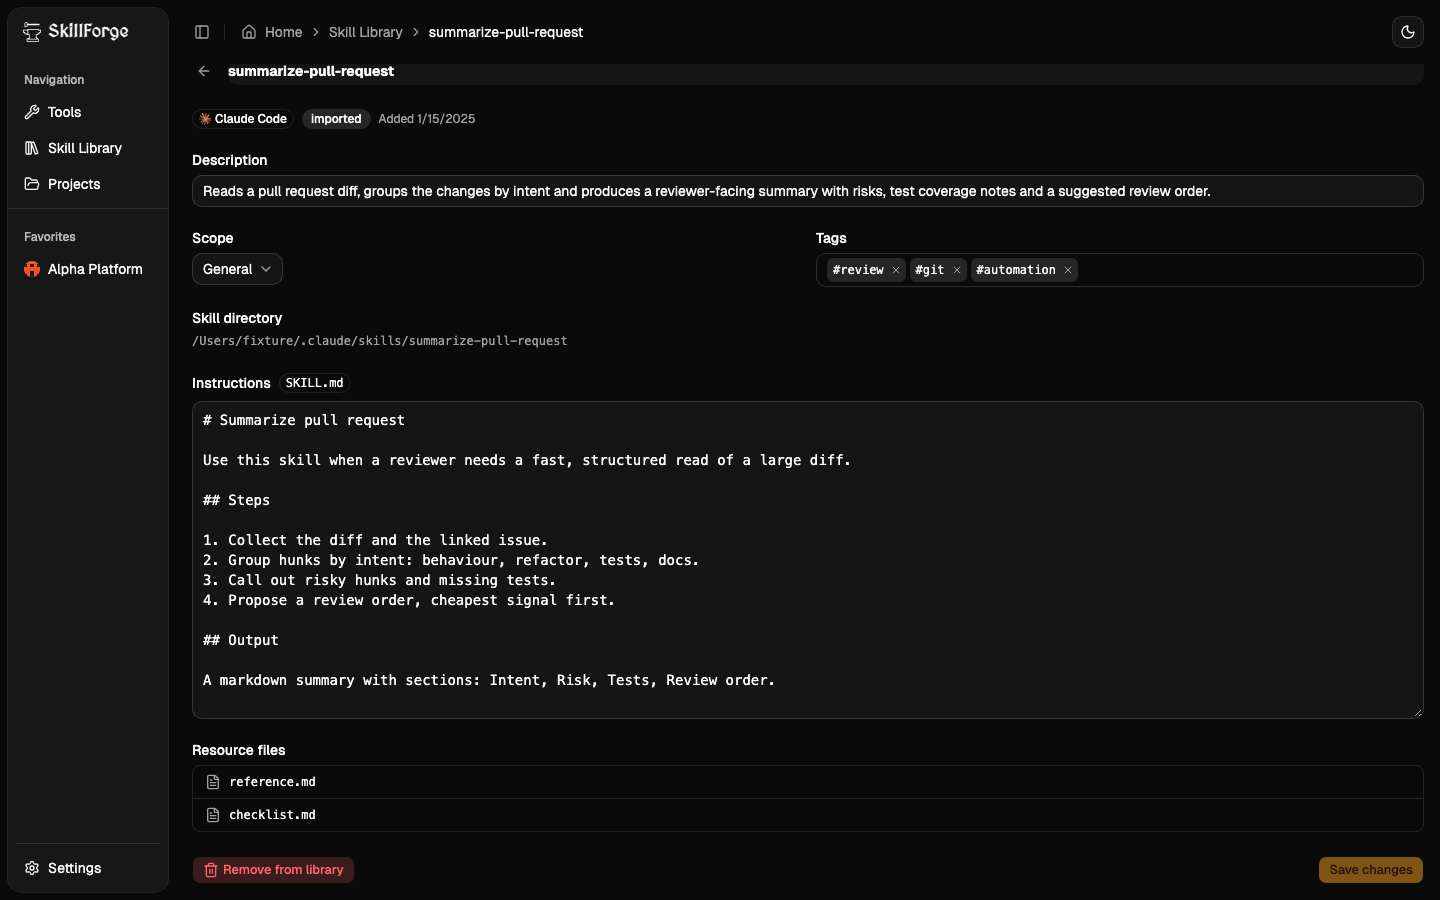 SkillForge
Home
Skill Library
summarize-pull-request
Navigation
Tools
Skill Library
Projects
Favorites
Alpha Platform
Settings
summarize-pull-request
Claude Code
imported
Added 1/15/2025
Description
Reads a pull request diff, groups the changes by intent and produces a reviewer-facing summary with risks, test coverage notes and a suggested review order.
Scope
General
Tags
#review
#git
#automation
Skill directory
/Users/fixture/.claude/skills/summarize-pull-request
Instructions SKILL.md
# Summarize pull request
Use this skill when a reviewer needs a fast, structured read of a large diff.
## Steps
1. Collect the diff and the linked issue.
2. Group hunks by intent: behaviour, refactor, tests, docs.
3. Call out risky hunks and missing tests.
4. Propose a review order, cheapest signal first.
## Output
A markdown summary with sections: Intent, Risk, Tests, Review order.
Resource files
reference.md
checklist.md
Remove from library
Save changes